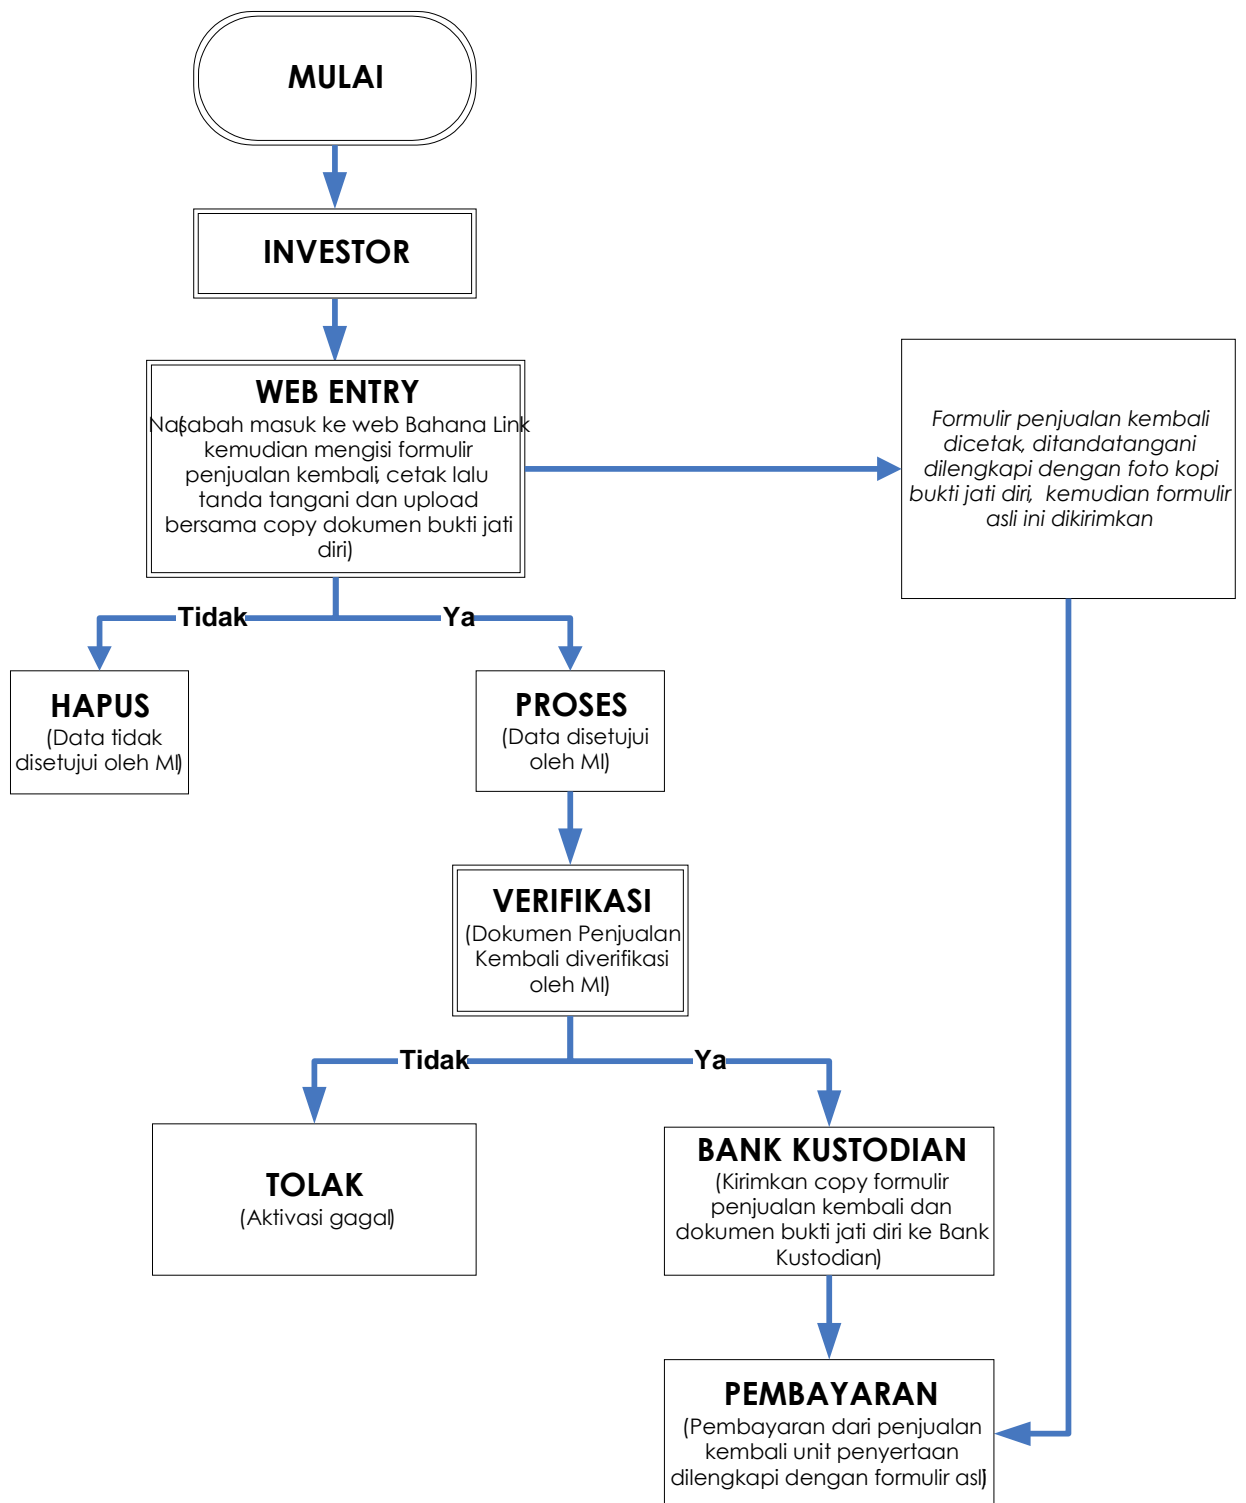 MULAI
INVESTOR
WEB ENTRY
(Nasabah masuk ke web Bahana Link
kemudian mengisi formulir
penjualan kembali, cetak lalu
tanda tangani dan upload
bersama copy dokumen bukti jati
diri)
Formulir penjualan kembali
dicetak, ditandatangani
dilengkapi dengan foto kopi
bukti jati diri, kemudian formulir
asli ini dikirimkan
Tidak
Ya
HAPUS
(Data tidak
disetujui oleh MI)
PROSES
(Data disetujui
oleh MI)
VERIFIKASI
(Dokumen Penjualan
Kembali diverifikasi
oleh MI)
Tidak
Ya
TOLAK
(Aktivasi gagal)
BANK KUSTODIAN
(Kirimkan copy formulir
penjualan kembali dan
dokumen bukti jati diri ke Bank
Kustodian)
PEMBAYARAN
(Pembayaran dari penjualan
kembali unit penyertaan
dilengkapi dengan formulir asli)